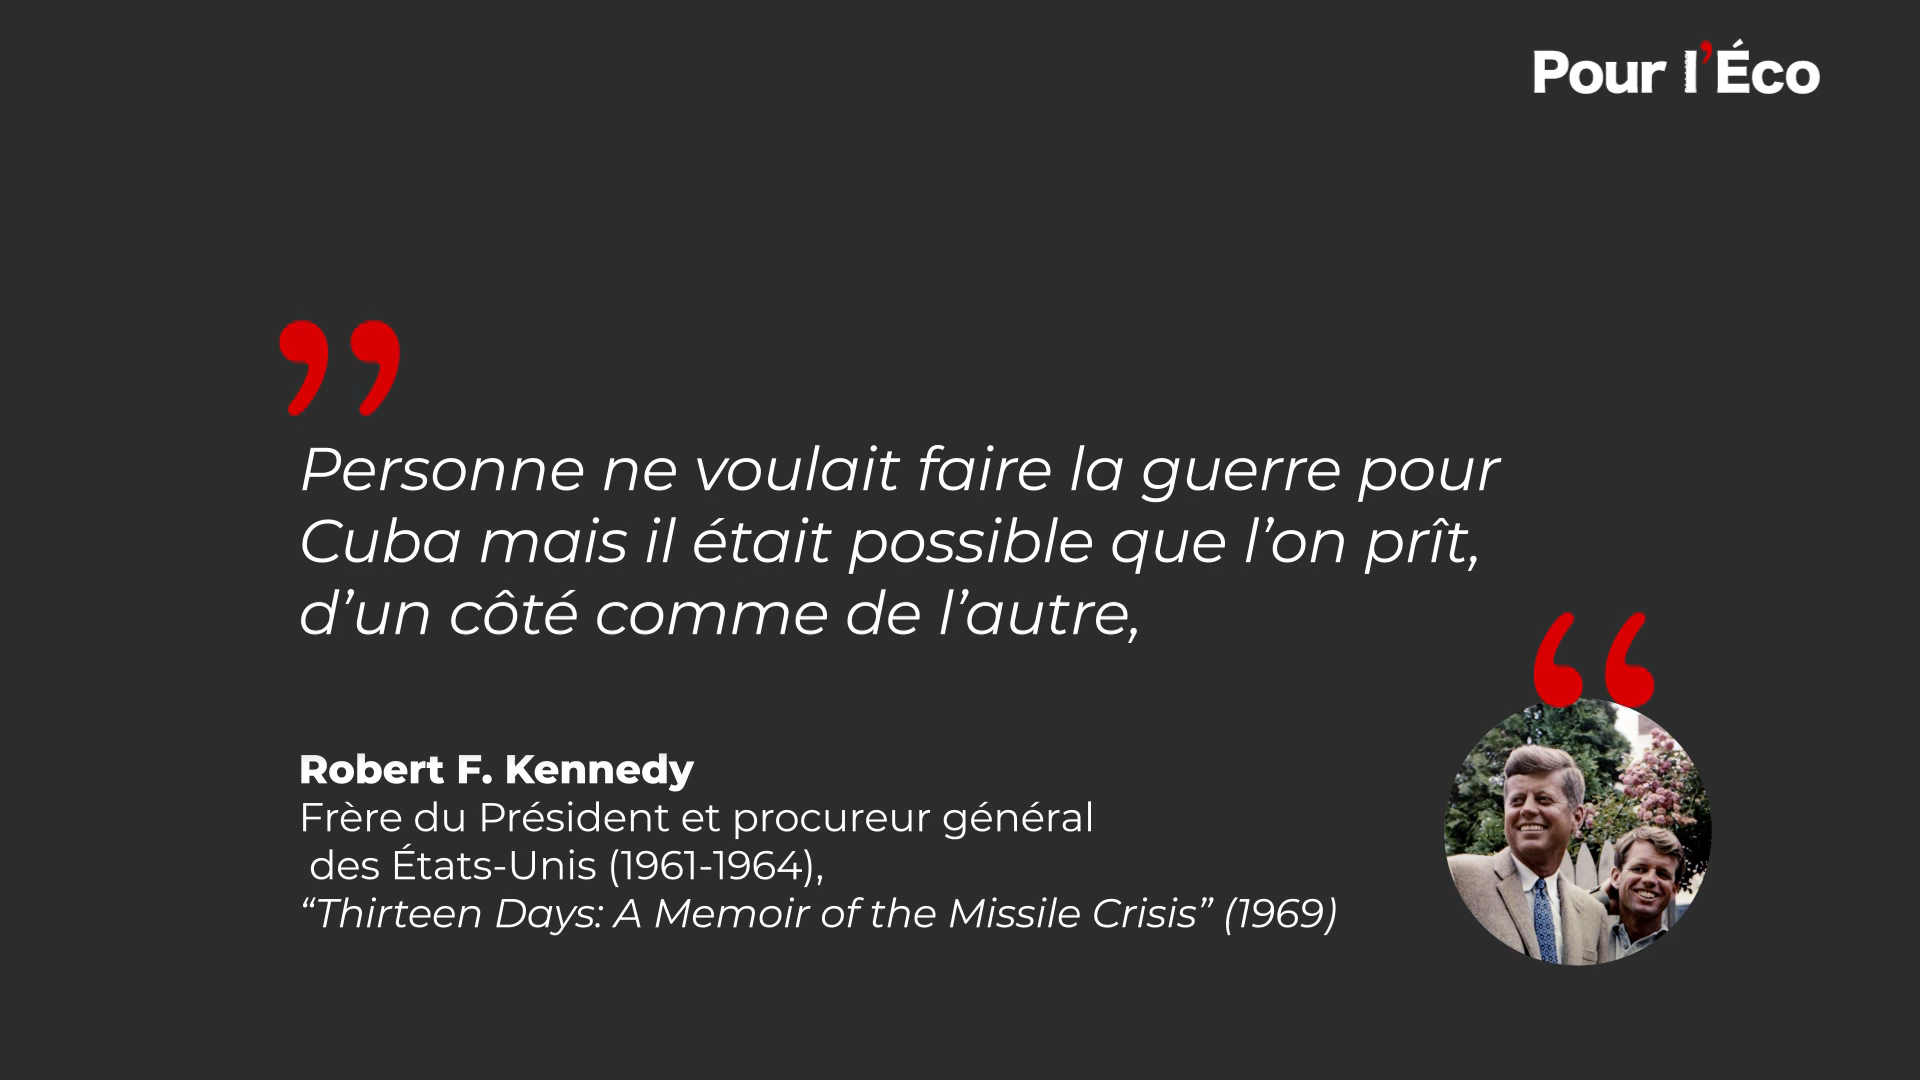 Pour l’Éco
”
Personne ne voulait faire la guerre pour
Cuba mais il était possible que l’on prît,
d’un côté comme de l’autre,
“
Robert F. Kennedy
Frère du Président et procureur général
des États-Unis (1961-1964),
“Thirteen Days: A Memoir of the Missile Crisis” (1969)